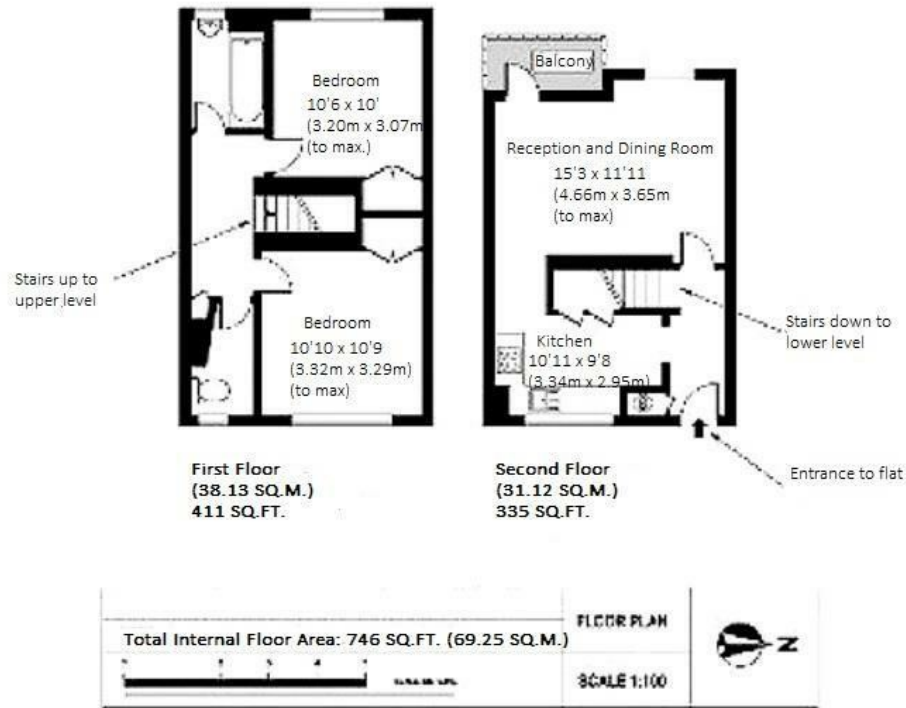 Bedroom
10'6 x 10'
(3.20m x 3.07m
(to max.)
Stairs up to
upper level
Bedroom
10'10 x 10'9
(3.32m x 3.29m)
(to max)
First Floor
(38.13 SQ.M.)
411 SQ.FT.
Balcony
Reception and Dining Room
15'3 x 11'11
(4.66m x 3.65m
(to max)
Stairs down to
lower level
Kitchen
10'11 x 9'8
(3.34m x 2.95m)
Entrance to flat
Second Floor
(31.12 SQ.M.)
335 SQ.FT.
Total Internal Floor Area: 746 SQ.FT. (69.25 SQ.M.)
FLOOR PLAN
SCALE 1:100
N